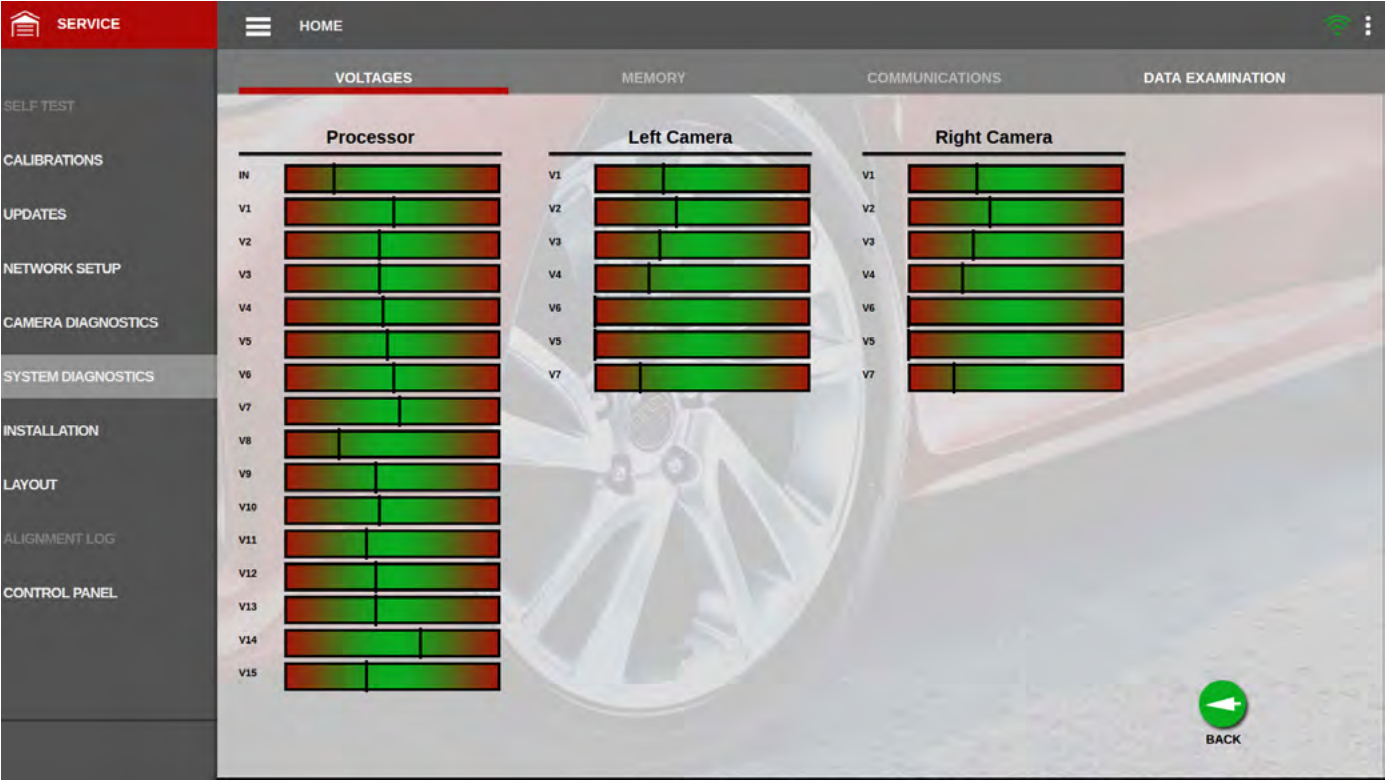 SERVICE
HOME
VOLTAGES
MEMORY
COMMUNICATIONS
DATA EXAMINATION
SELF TEST
CALIBRATIONS
UPDATES
NETWORK SETUP
CAMERA DIAGNOSTICS
SYSTEM DIAGNOSTICS
INSTALLATION
LAYOUT
ALIGNMENT LOG
CONTROL PANEL
Processor
IN
V1
V2
V3
V4
V5
V6
V7
V8
V9
V10
V11
V12
V13
V14
V15
Left Camera
V1
V2
V3
V4
V6
V5
V7
Right Camera
V1
V2
V3
V4
V6
V5
V7
BACK